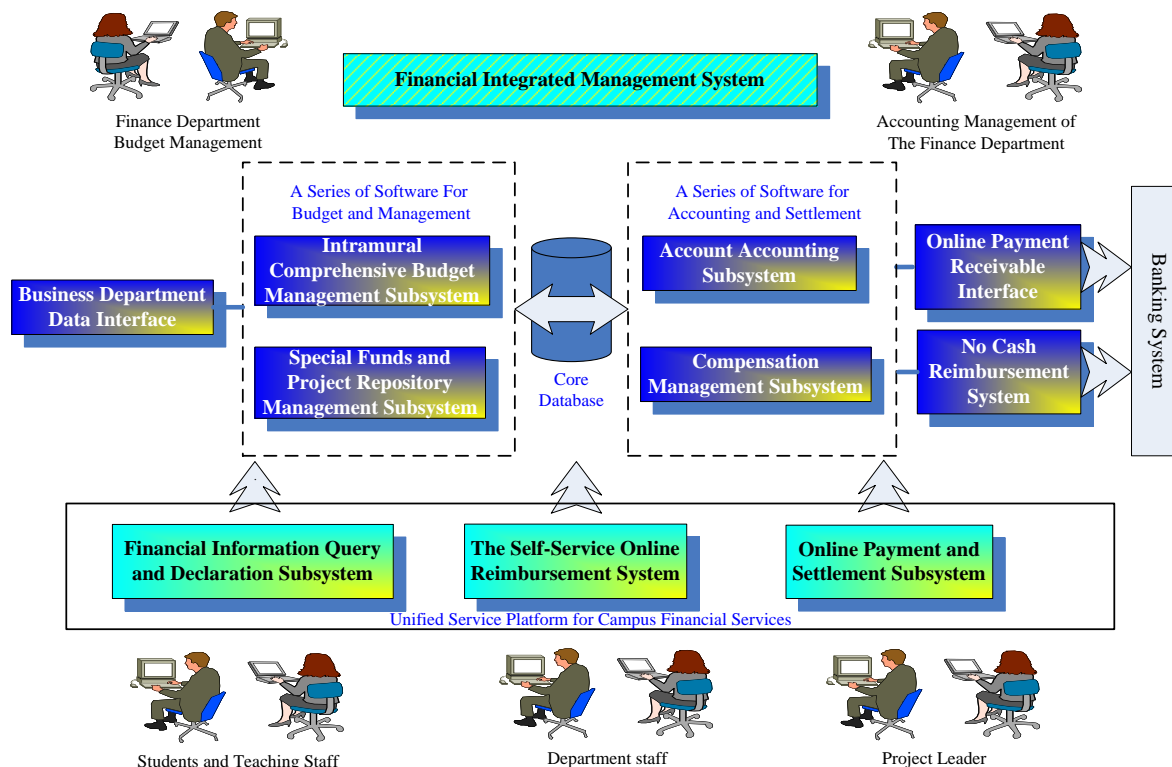 Financial Integrated Management System
Finance Department
Budget Management
Accounting Management of
The Finance Department
A Series of Software For
Budget and Management
A Series of Software for
Accounting and Settlement
Intramural
Comprehensive Budget
Management Subsystem
Account Accounting
Subsystem
Online Payment
Receivable
Interface
Business Department
Data Interface
Banking System
Special Funds and
Project Repository
Management Subsystem
Core
Database
Compensation
Management Subsystem
No Cash
Reimbursement
System
Financial Information Query
and Declaration Subsystem
The Self-Service Online
Reimbursement System
Online Payment and
Settlement Subsystem
Unified Service Platform for Campus Financial Services
Students and Teaching Staff
Department staff
Project Leader